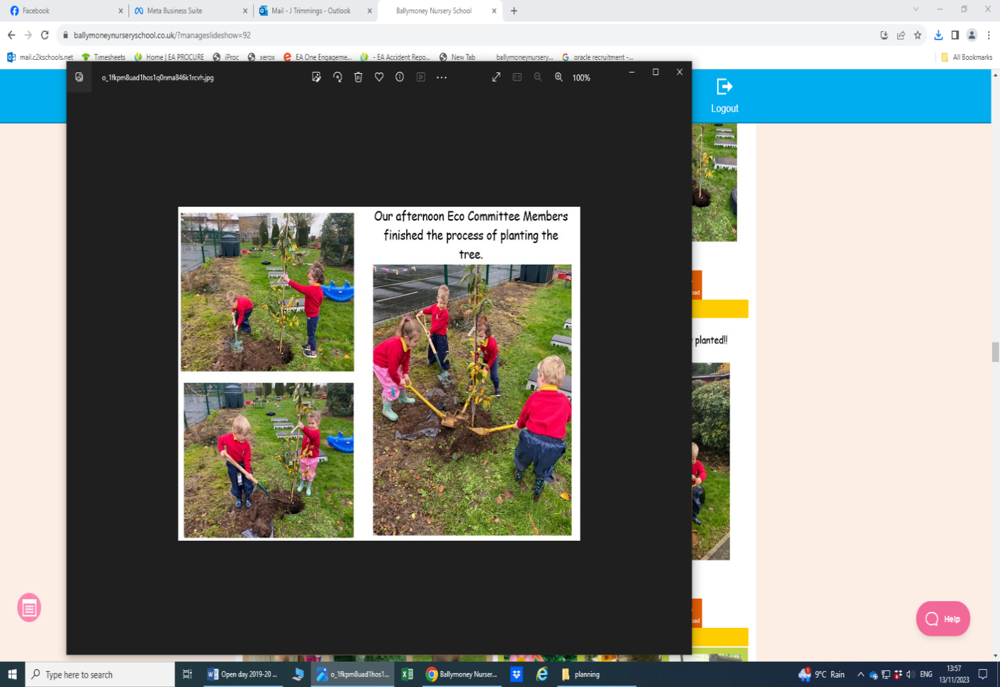 Facebook
Meta Business Suite
Mail - J Trimmings - Outlook
Ballymoney Nursery School
ballymoneynurseryschool.co.uk/?manageslideshow=92
mail.c2kschools.net
Timesheets
Home | EA PROCURE
iProc
xerox
EA One Engageme...
- EA Accident Repo...
New Tab
ballymoneynursery...
oracle recruitment -...
All Bookmarks
o_1fkpm8uad1hos1q0nma846k1rcvh.jpg
100%
Logout
Our afternoon Eco Committee Members
finished the process of planting the
tree.
oad
planted!!
oad
Help
Type here to search
Open day 2019-20 ...
o_1fkpm8uad1hos1...
Ballymoney Nurser...
planning
9°C Rain
ENG
13:57
13/11/2023